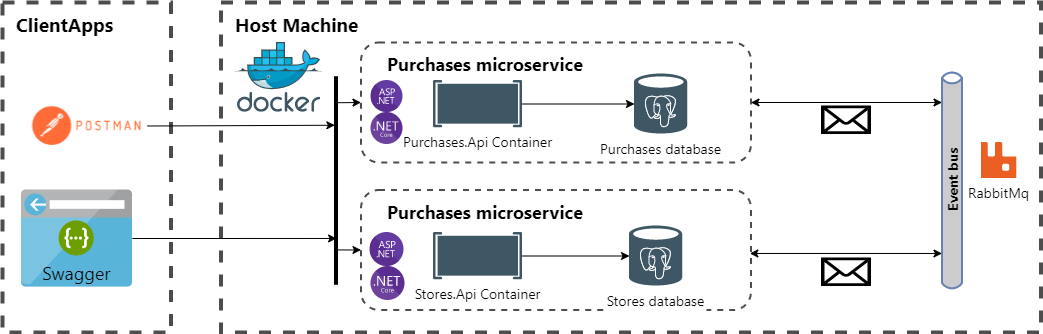 ClientApps
Host Machine
docker
POSTMAN
Swagger
Purchases microservice
ASP
.NET
.NET
Core
Purchases.Api Container
Purchases database
Purchases microservice
ASP
.NET
.NET
Core
Stores.Api Container
Stores database
Event bus
RabbitMq